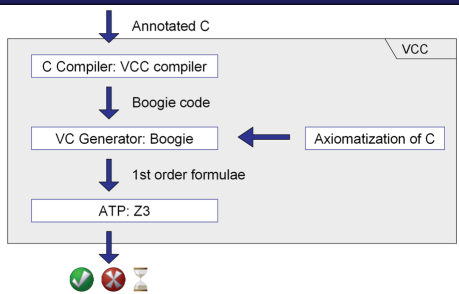 Annotated C
VCC
C Compiler: VCC compiler
Boogie code
VC Generator: Boogie
Axiomatization of C
1st order formulae
ATP: Z3